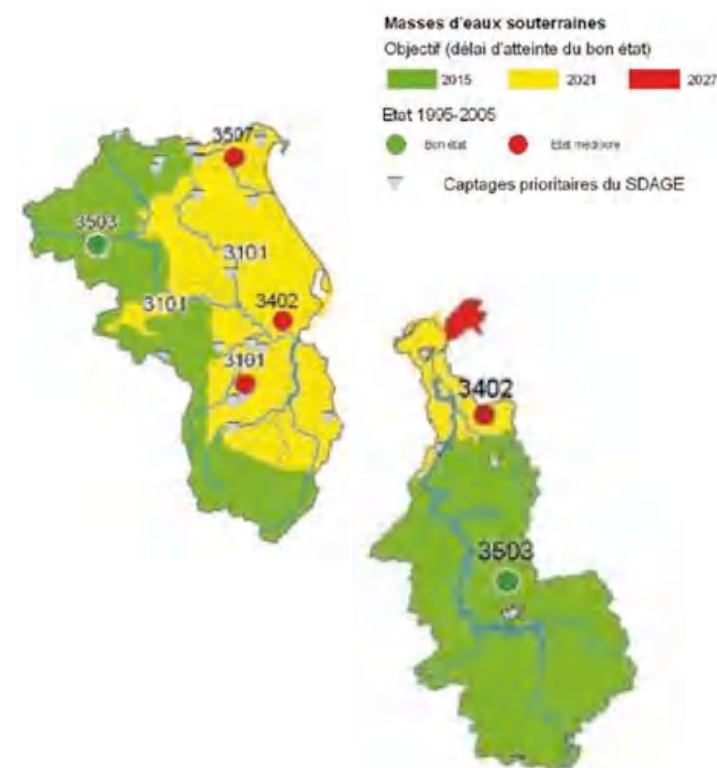 Masses d'eaux souterraines
Objectif (délai d'atteinte du bon état)
2015 2021 2027
Etat 1995-2005
Bon état Etat médiocre
Captages prioritaires du SDAGE
3507
3503
3101
3101
3402
3101
3402
3503